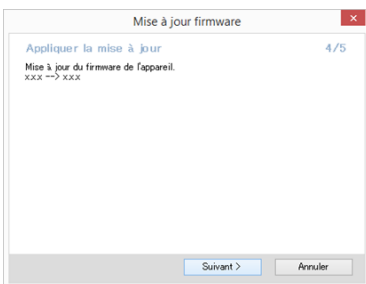 Mise à jour firmware
Appliquer la mise à jour 4/5
Mise à jour du firmware de l'appareil.
xxx --> xxx
Suivant > Annuler